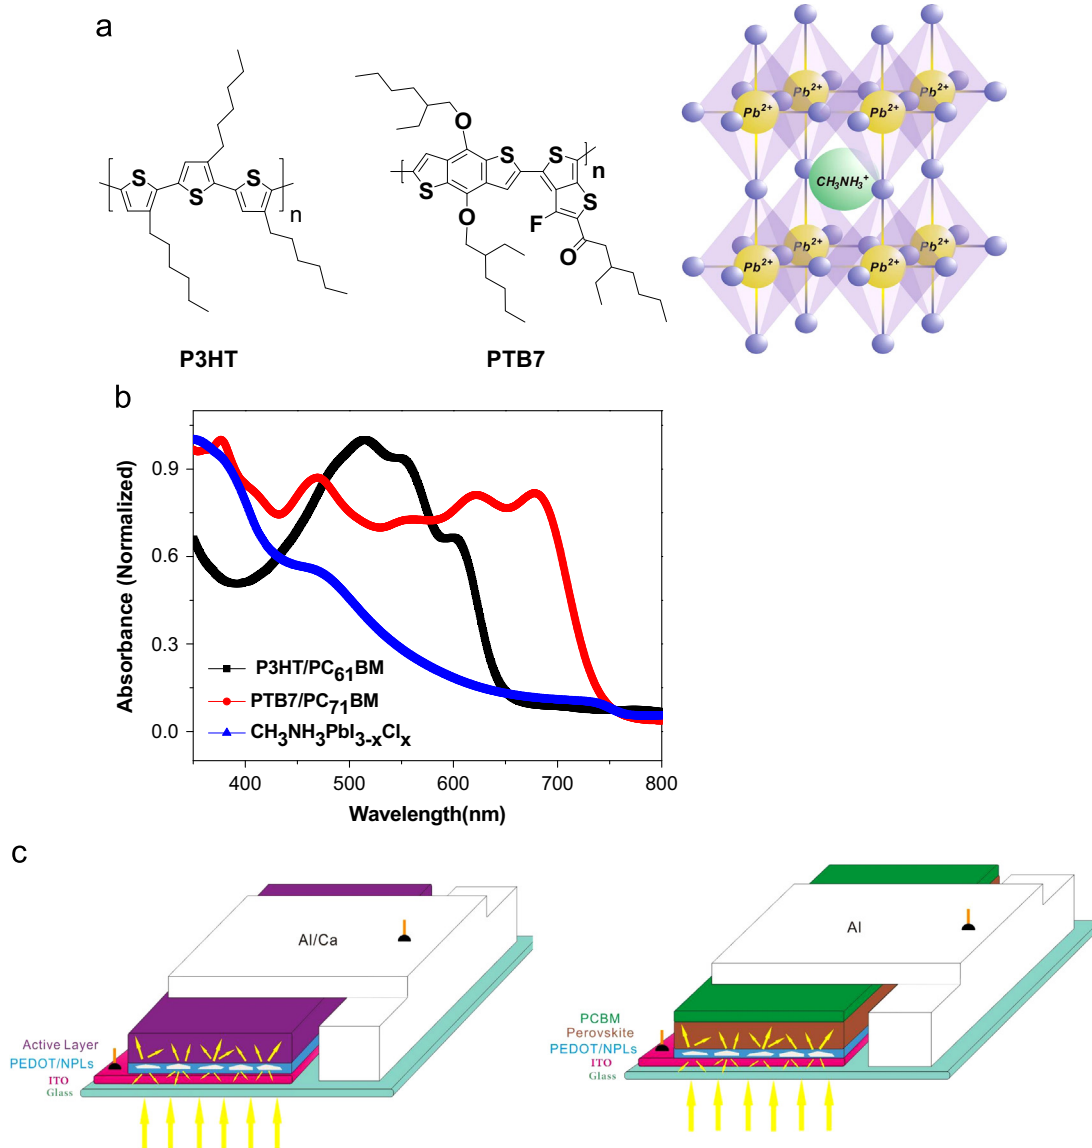 a
S
S
S
n
P3HT
O
S
S
n
S
S
F
O
O
PTB7
Pb2+
Pb2+
Pb2+
Pb2+
CH3NH3+
Pb2+
Pb2+
Pb2+
Pb2+
b
Absorbance (Normalized)
0.9
0.6
0.3
0.0
P3HT/PC61BM
PTB7/PC71BM
CH3NH3PbI3-xClx
400 500 600 700 800
Wavelength(nm)
c
Al/Ca
Active Layer
PEDOT/NPLs
ITO
Glass
Al
PCBM
Perovskite
PEDOT/NPLs
ITO
Glass